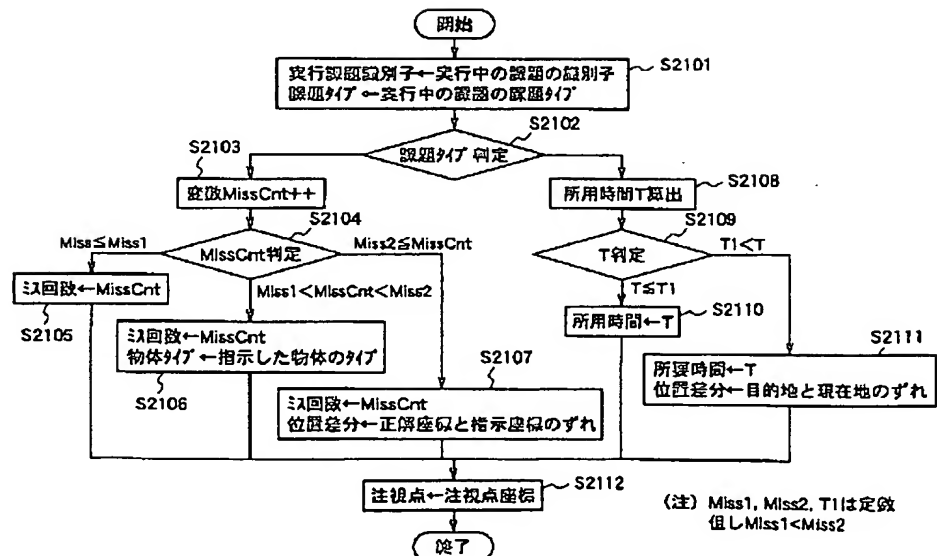 開始
S2101
実行課題識別子←実行中の課題の識別子
課題タイプ←実行中の課題の課題タイプ
S2102
課題タイプ判定
S2103
変数MissCnt++
S2108
所用時間T算出
S2104
MissCnt判定
Miss≦Miss1
Miss2≦MissCnt
Miss1<MissCnt<Miss2
S2109
T判定
T1<T
T≦T1
ミス回数←MissCnt
S2105
S2110
所用時間←T
ミス回数←MissCnt
物体タイプ←指示した物体のタイプ
S2106
S2107
ミス回数←MissCnt
位置差分←正解座標と指示座標のずれ
S2111
所要時間←T
位置差分←目的地と現在地のずれ
注視点←注視点座標
S2112
終了
(注) Miss1, Miss2, T1は定数
但しMiss1<Miss2